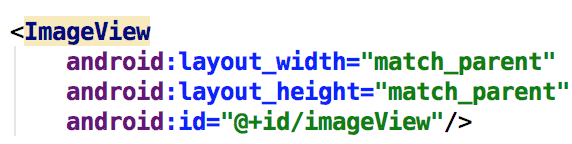 <ImageView
android:layout_width="match_parent"
android:layout_height="match_parent"
android:id="@+id/imageView"/>